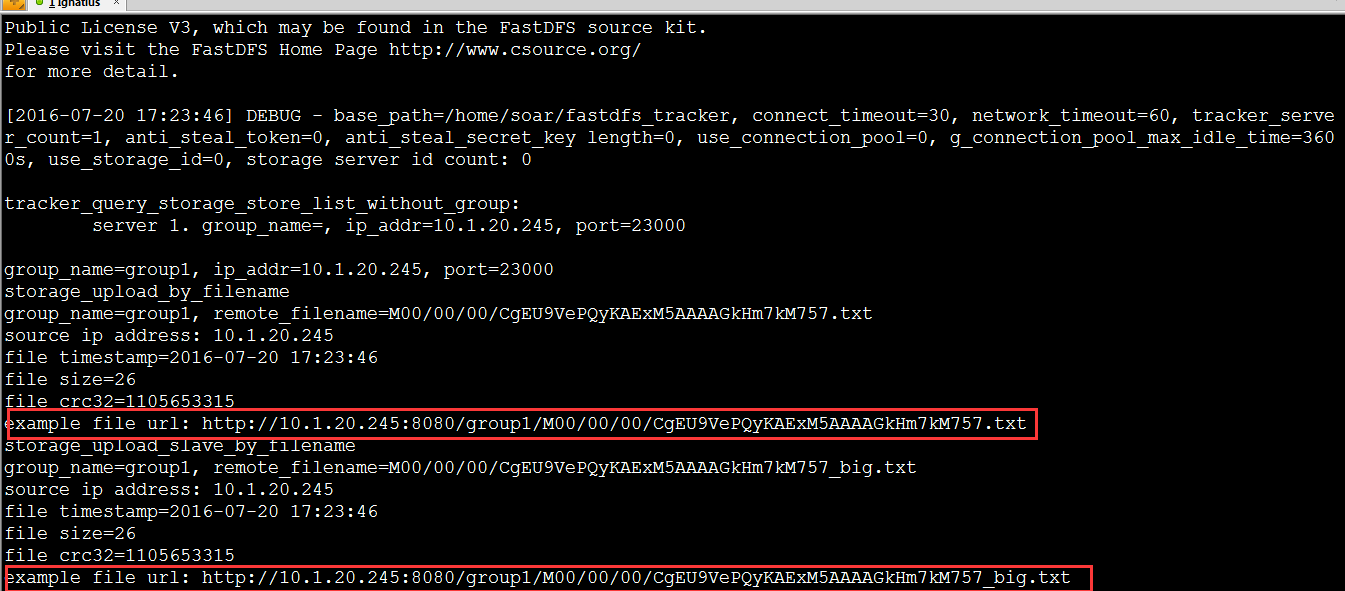 1 Ignatius ×
Public License V3, which may be found in the FastDFS source kit.
Please visit the FastDFS Home Page http://www.csource.org/
for more detail.
[2016-07-20 17:23:46] DEBUG - base_path=/home/soar/fastdfs_tracker, connect_timeout=30, network_timeout=60, tracker_serve
r_count=1, anti_steal_token=0, anti_steal_secret_key length=0, use_connection_pool=0, g_connection_pool_max_idle_time=360
0s, use_storage_id=0, storage server id count: 0
tracker_query_storage_store_list_without_group:
server 1. group_name=, ip_addr=10.1.20.245, port=23000
group_name=group1, ip_addr=10.1.20.245, port=23000
storage_upload_by_filename
group_name=group1, remote_filename=M00/00/00/CgEU9VePQyKAExM5AAAAGkHm7kM757.txt
source ip address: 10.1.20.245
file timestamp=2016-07-20 17:23:46
file size=26
file crc32=1105653315
example file url: http://10.1.20.245:8080/group1/M00/00/00/CgEU9VePQyKAExM5AAAAGkHm7kM757.txt
storage_upload_slave_by_filename
group_name=group1, remote_filename=M00/00/00/CgEU9VePQyKAExM5AAAAGkHm7kM757_big.txt
source ip address: 10.1.20.245
file timestamp=2016-07-20 17:23:46
file size=26
file crc32=1105653315
example file url: http://10.1.20.245:8080/group1/M00/00/00/CgEU9VePQyKAExM5AAAAGkHm7kM757_big.txt